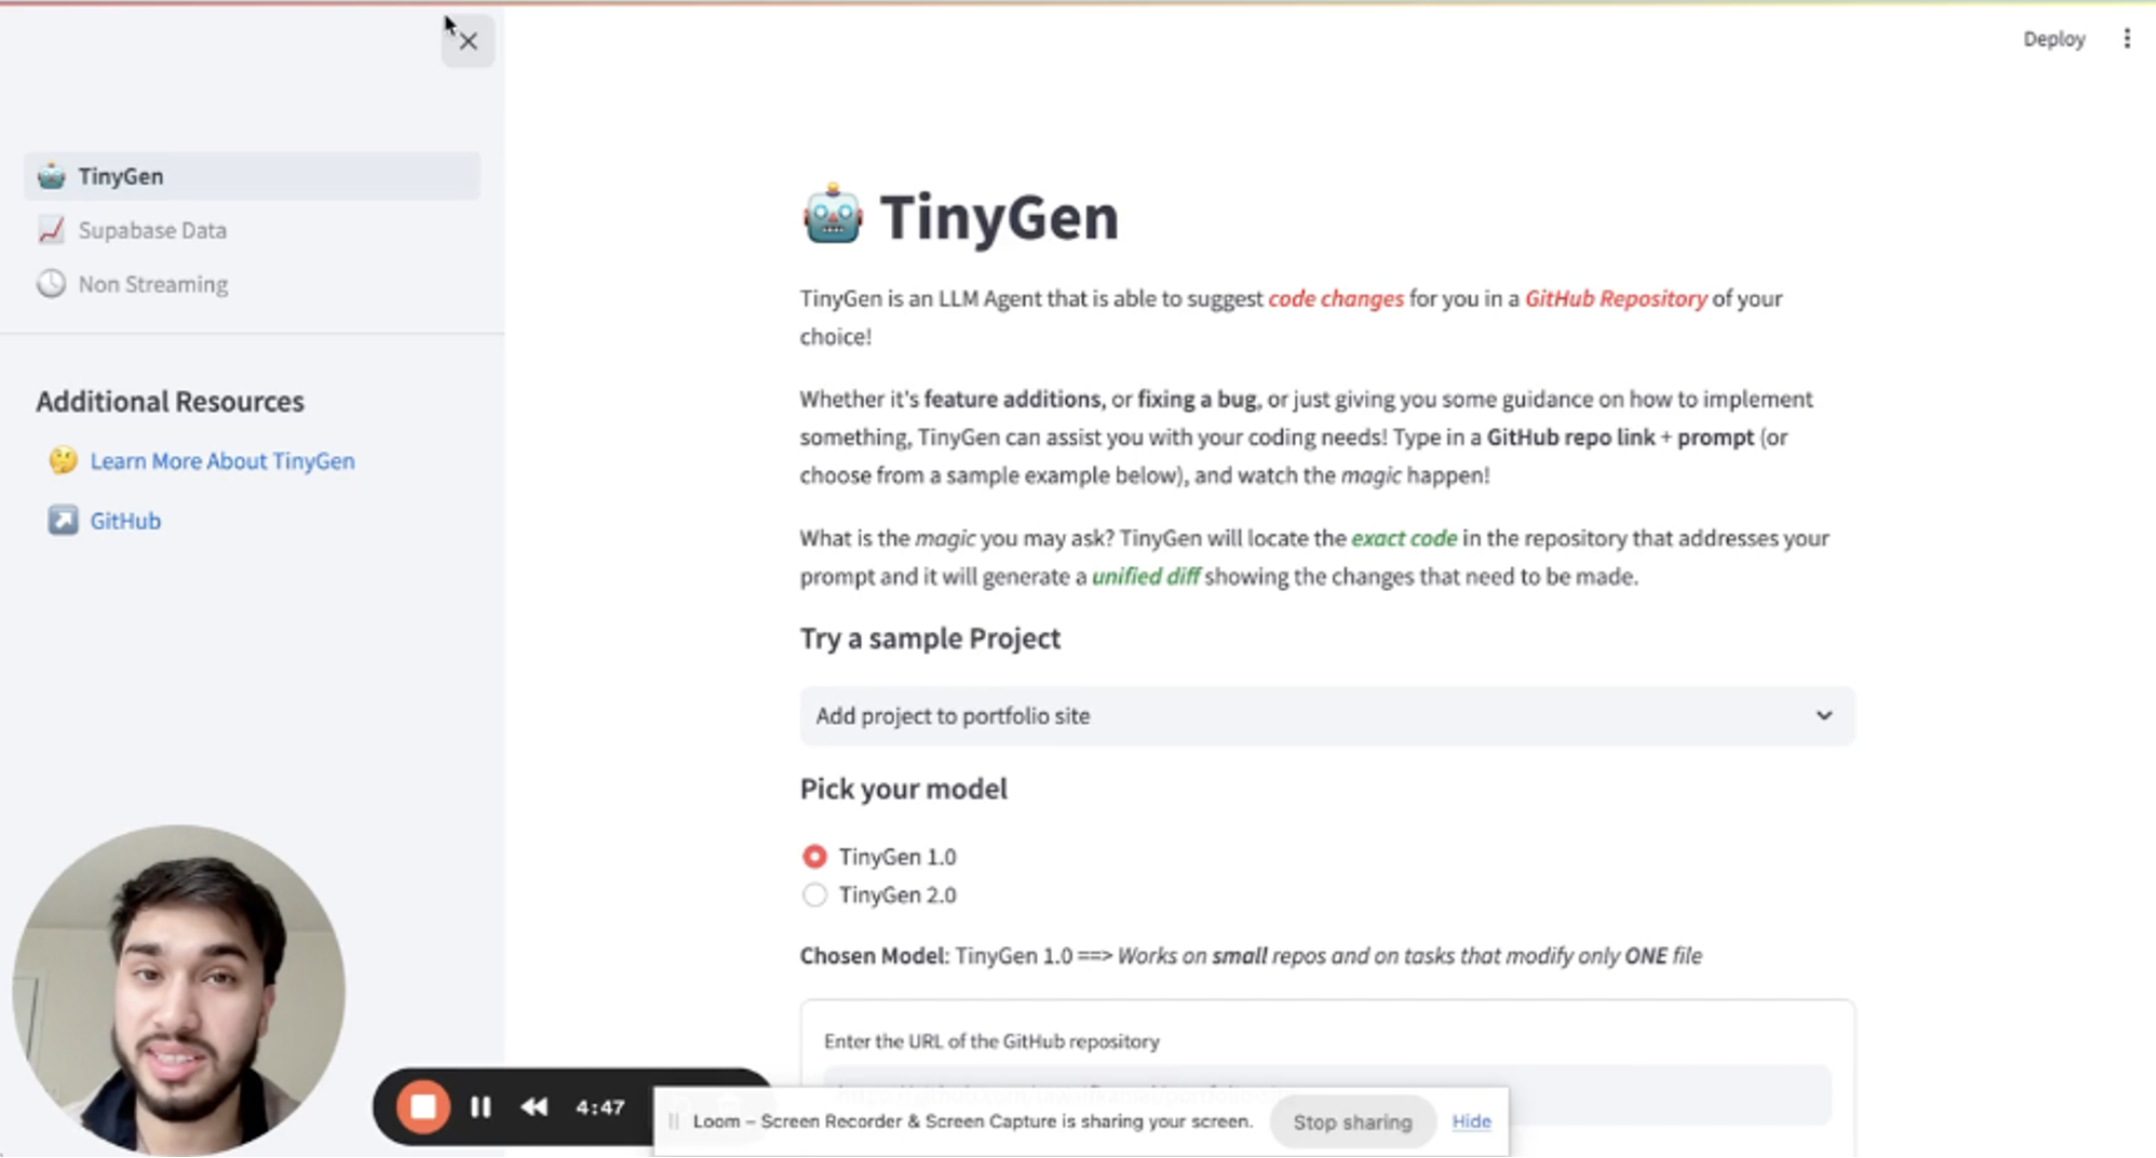 Deploy
TinyGen
Supabase Data
Non Streaming
Additional Resources
Learn More About TinyGen
GitHub
TinyGen
TinyGen is an LLM Agent that is able to suggest code changes for you in a GitHub Repository of your
choice!
Whether it's feature additions, or fixing a bug, or just giving you some guidance on how to implement
something, TinyGen can assist you with your coding needs! Type in a GitHub repo link + prompt (or
choose from a sample example below), and watch the magic happen!
What is the magic you may ask? TinyGen will locate the exact code in the repository that addresses your
prompt and it will generate a unified diff showing the changes that need to be made.
Try a sample Project
Add project to portfolio site
Pick your model
TinyGen 1.0
TinyGen 2.0
Chosen Model: TinyGen 1.0 ==> Works on small repos and on tasks that modify only ONE file
Enter the URL of the GitHub repository
4:47
Loom – Screen Recorder & Screen Capture is sharing your screen.
Stop sharing
Hide